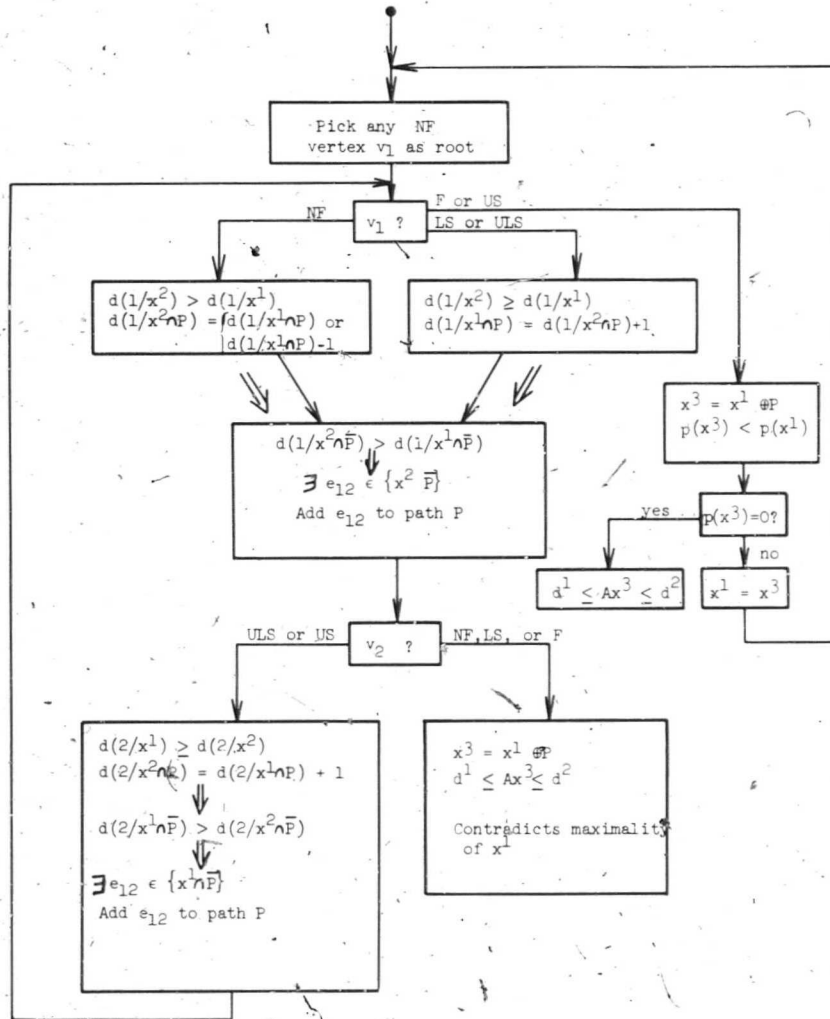 Pick any NF
vertex v₁ as root
v₁ ?
NF
F or US
LS or ULS
d(1/x²) > d(1/x¹)
d(1/x²∩P) = d(1/x¹∩P) or
d(1/x¹∩P)-1
d(1/x²) ≥ d(1/x¹)
d(1/x¹∩P) = d(1/x²∩P)+1
d(1/x²∩P̄) > d(1/x¹∩P̄)
∃ e₁₂ ϵ {x² P̄}
Add e₁₂ to path P
x³ = x¹ ⊕P
p(x³) < p(x¹)
p(x³)=0?
yes
no
d¹ ≤ Ax³ ≤ d²
x¹ = x³
v₂ ?
ULS or US
NF,LS, or F
d(2/x¹) ≥ d(2/x²)
d(2/x²∩P) = d(2/x¹∩P) + 1
d(2/x¹∩P̄) > d(2/x²∩P̄)
∃ e₁₂ ϵ {x¹∩P̄}
Add e₁₂ to path P
x³ = x¹ ⊕P
d¹ ≤ Ax³ ≤ d²
Contradicts maximality
of x¹